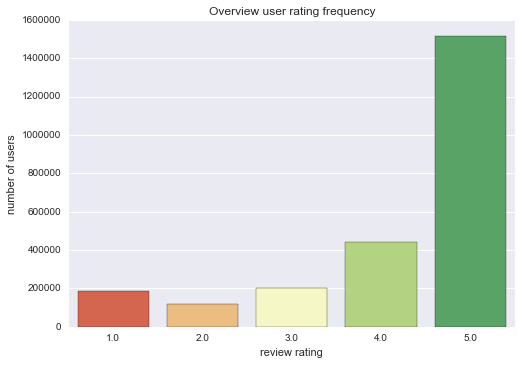 Overview user rating frequency
1600000
1400000
1200000
1000000
800000
600000
400000
200000
0
number of users
1.0 2.0 3.0 4.0 5.0
review rating